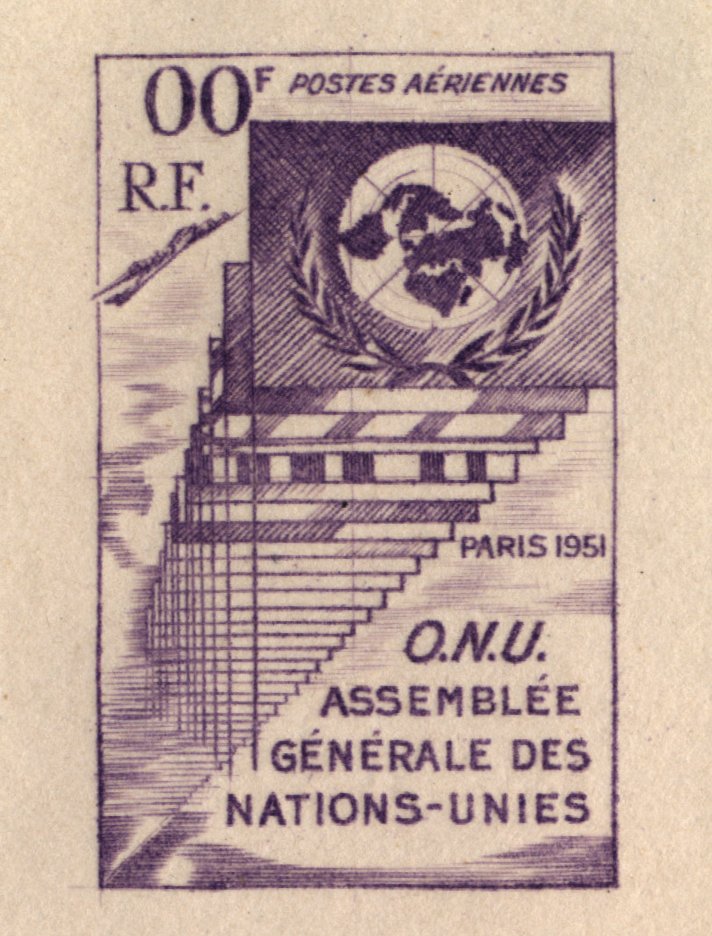 00F POSTES AÉRIENNES
R.F.
PARIS 1951
O.N.U.
ASSEMBLÉE
GÉNÉRALE DES
NATIONS-UNIES